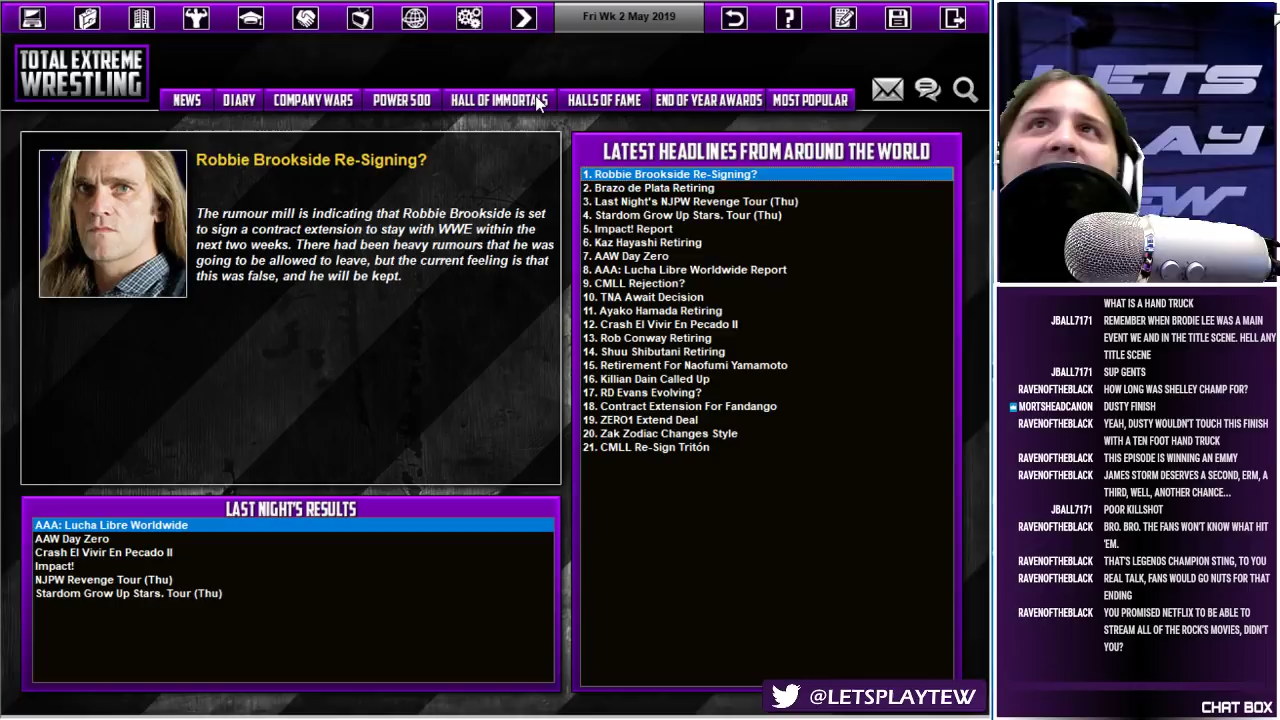 Fri Wk 2 May 2019
TOTAL EXTREME
WRESTLING
NEWS
DIARY
COMPANY WARS
POWER 500
HALL OF IMMORTALS
HALLS OF FAME
END OF YEAR AWARDS
MOST POPULAR
Robbie Brookside Re-Signing?
The rumour mill is indicating that Robbie Brookside is set
to sign a contract extension to stay with WWE within the
next two weeks. There had been heavy rumours that he was
going to be allowed to leave, but the current feeling is that
this was false, and he will be kept.
LAST NIGHT'S RESULTS
AAA: Lucha Libre Worldwide
AAW Day Zero
Crash El Vivir En Pecado II
Impact!
NJPW Revenge Tour (Thu)
Stardom Grow Up Stars. Tour (Thu)
LATEST HEADLINES FROM AROUND THE WORLD
1. Robbie Brookside Re-Signing?
2. Brazo de Plata Retiring
3. Last Night's NJPW Revenge Tour (Thu)
4. Stardom Grow Up Stars. Tour (Thu)
5. Impact! Report
6. Kaz Hayashi Retiring
7. AAW Day Zero
8. AAA: Lucha Libre Worldwide Report
9. CMLL Rejection?
10. TNA Await Decision
11. Ayako Hamada Retiring
12. Crash El Vivir En Pecado II
13. Rob Conway Retiring
14. Shuu Shibutani Retiring
15. Retirement For Naofumi Yamamoto
16. Killian Dain Called Up
17. RD Evans Evolving?
18. Contract Extension For Fandango
19. ZERO1 Extend Deal
20. Zak Zodiac Changes Style
21. CMLL Re-Sign Tritón
@LETSPLAYTEW
LETS
WHAT IS A HAND TRUCK
JBALL7171 REMEMBER WHEN BRODIE LEE WAS A MAIN
EVENT WE AND IN THE TITLE SCENE. HELL ANY
TITLE SCENE
JBALL7171 SUP GENTS
RAVENOFTHEBLACK HOW LONG WAS SHELLEY CHAMP FOR?
MORTSHEADCANON DUSTY FINISH
RAVENOFTHEBLACK YEAH, DUSTY WOULDN'T TOUCH THIS FINISH
WITH A TEN FOOT HAND TRUCK
RAVENOFTHEBLACK THIS EPISODE IS WINNING AN EMMY
RAVENOFTHEBLACK JAMES STORM DESERVES A SECOND, ERM, A
THIRD, WELL, ANOTHER CHANCE...
JBALL7171 POOR KILLSHOT
RAVENOFTHEBLACK BRO. BRO. THE FANS WON'T KNOW WHAT HIT
'EM.
RAVENOFTHEBLACK THAT'S LEGENDS CHAMPION STING, TO YOU
RAVENOFTHEBLACK REAL TALK, FANS WOULD GO NUTS FOR THAT
ENDING
RAVENOFTHEBLACK YOU PROMISED NETFLIX TO BE ABLE TO
STREAM ALL OF THE ROCK'S MOVIES, DIDN'T
YOU?
CHAT BOX